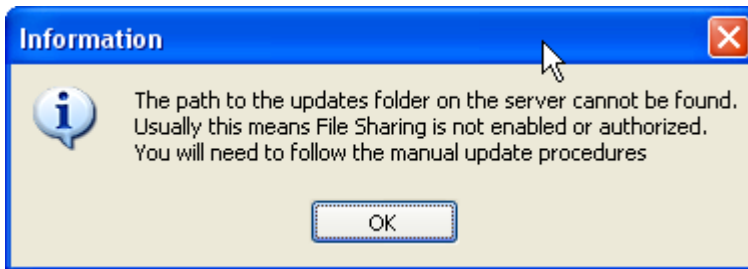 Information
The path to the updates folder on the server cannot be found.
Usually this means File Sharing is not enabled or authorized.
You will need to follow the manual update procedures
OK